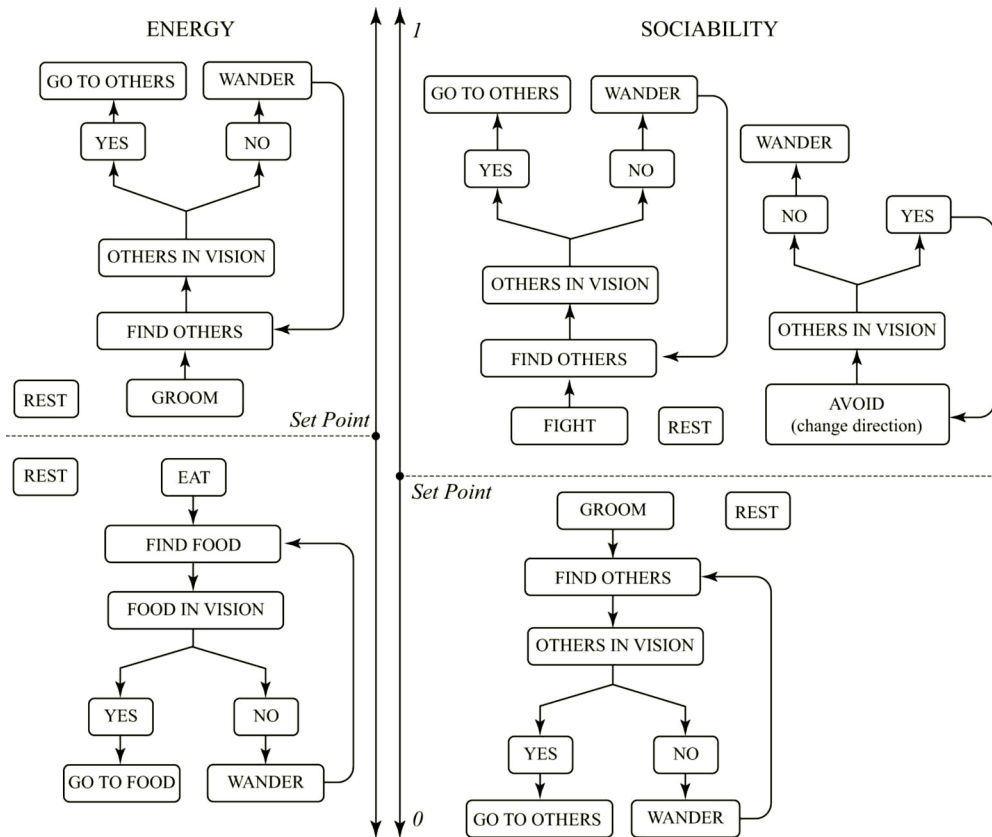 ENERGY
1
SOCIABILITY
GO TO OTHERS
WANDER
YES
NO
OTHERS IN VISION
FIND OTHERS
GROOM
REST
Set Point
GO TO OTHERS
WANDER
YES
NO
OTHERS IN VISION
FIND OTHERS
FIGHT
REST
WANDER
NO
YES
OTHERS IN VISION
AVOID
(change direction)
REST
EAT
FIND FOOD
FOOD IN VISION
YES
NO
GO TO FOOD
WANDER
Set Point
GROOM
REST
FIND OTHERS
OTHERS IN VISION
YES
NO
GO TO OTHERS
WANDER
0